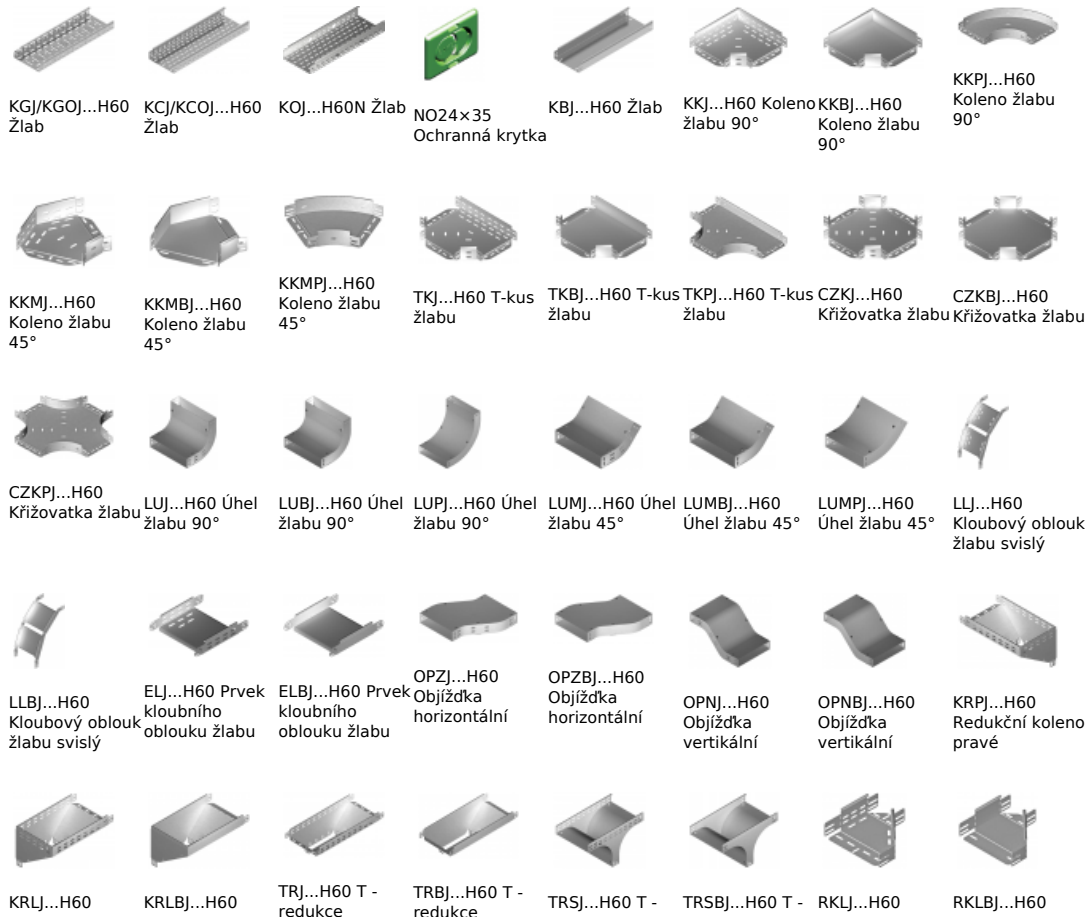 KGJ/KGOJ...H60
Žlab
KCJ/KCOJ...H60
Žlab
KOJ...H60N Žlab
NO24×35
Ochranná krytka
KBJ...H60 Žlab
KKJ...H60 Koleno
žlabu 90°
KKBJ...H60
Koleno žlabu
90°
KKPJ...H60
Koleno žlabu
90°
KKMJ...H60
Koleno žlabu
45°
KKMBJ...H60
Koleno žlabu
45°
KKMPJ...H60
Koleno žlabu
45°
TKJ...H60 T-kus
žlabu
TKBJ...H60 T-kus
žlabu
TKPJ...H60 T-kus
žlabu
CZKJ...H60
Křižovatka žlabu
CZKBJ...H60
Křižovatka žlabu
CZKPJ...H60
Křižovatka žlabu
LUJ...H60 Úhel
žlabu 90°
LUBJ...H60 Úhel
žlabu 90°
LUPJ...H60 Úhel
žlabu 90°
LUMJ...H60 Úhel
žlabu 45°
LUMBJ...H60
Úhel žlabu 45°
LUMPJ...H60
Úhel žlabu 45°
LLJ...H60
Kloubový oblouk
žlabu svislý
LLBJ...H60
Kloubový oblouk
žlabu svislý
ELJ...H60 Prvek
kloubního
oblouku žlabu
ELBJ...H60 Prvek
kloubního
oblouku žlabu
OPZJ...H60
Objížďka
horizontální
OPZBJ...H60
Objížďka
horizontální
OPNJ...H60
Objížďka
vertikální
OPNBJ...H60
Objížďka
vertikální
KRPJ...H60
Redukční koleno
pravé
KRLJ...H60
KRLBJ...H60
TRJ...H60 T -
redukce
TRBJ...H60 T -
redukce
TRSJ...H60 T -
TRSBJ...H60 T -
RKLJ...H60
RKLBJ...H60